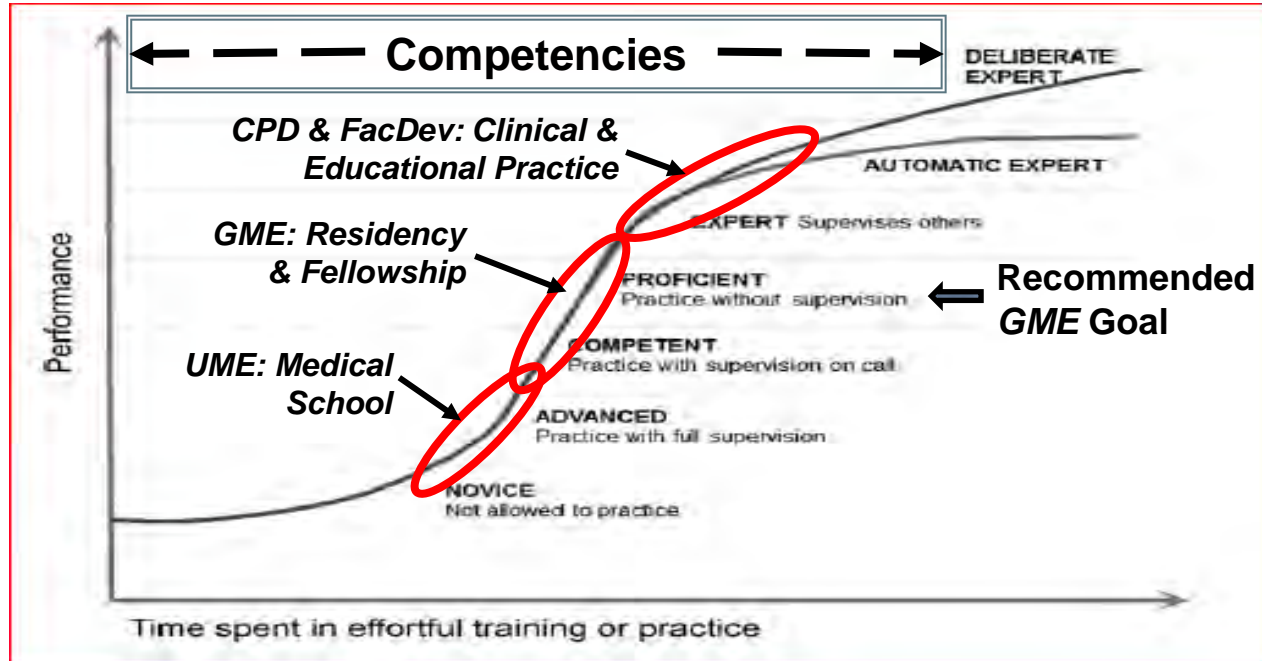 Competencies
DELIBERATE
EXPERT
CPD & FacDev: Clinical &
Educational Practice
AUTOMATIC EXPERT
EXPERT Supervises others
GME: Residency
& Fellowship
PROFICIENT
Practice without supervision
Recommended
GME Goal
COMPETENT
Practice with supervision on call
UME: Medical
School
ADVANCED
Practice with full supervision
NOVICE
Not allowed to practice
Performance
Time spent in effortful training or practice